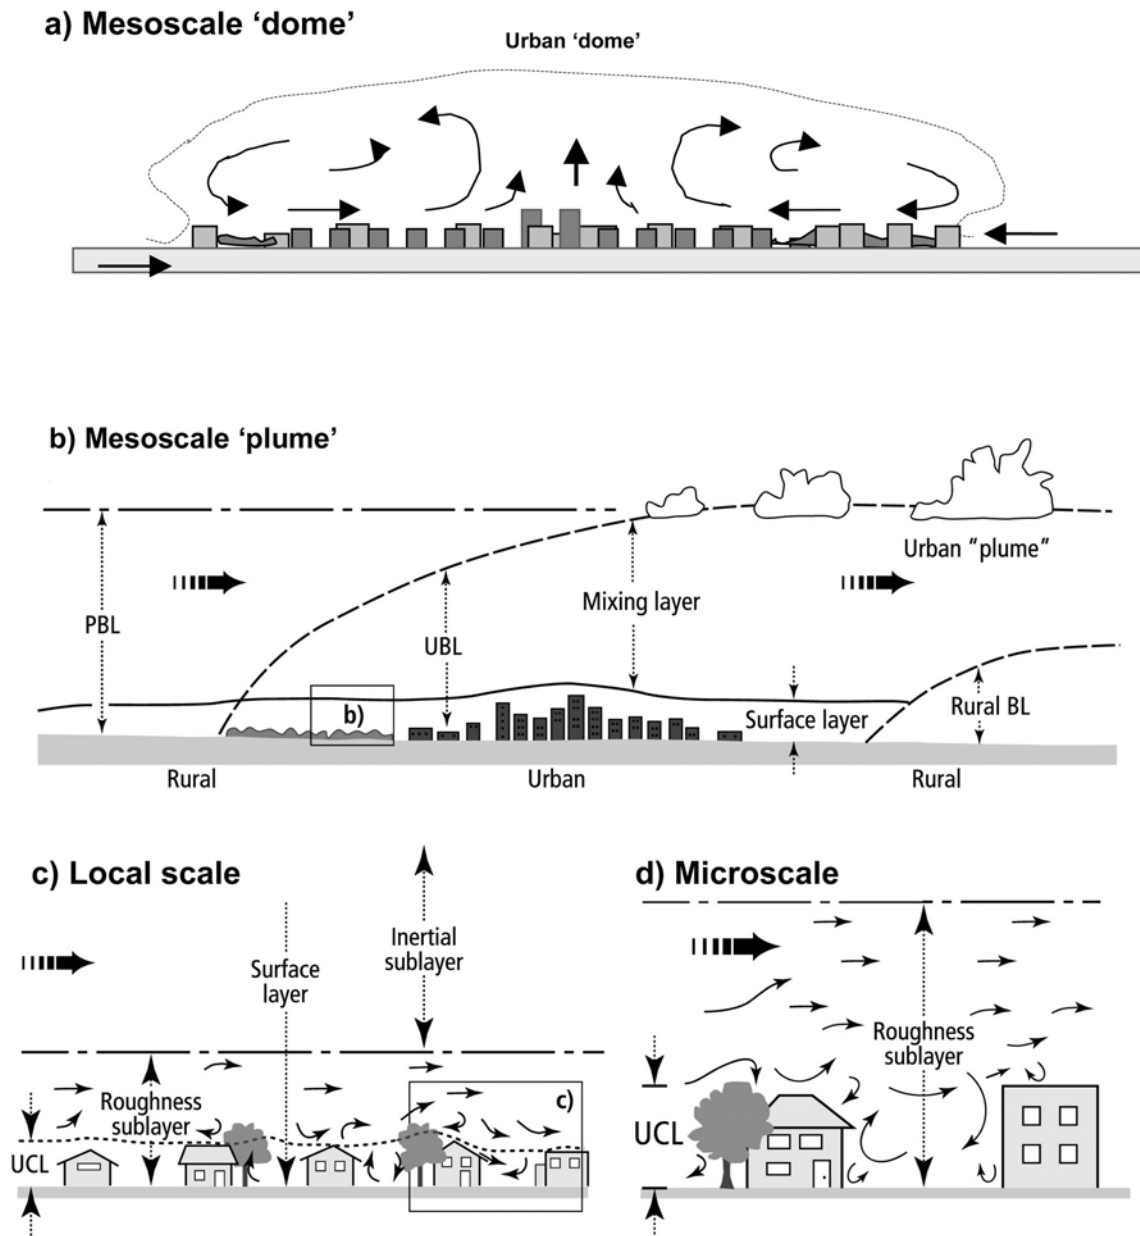 a) Mesoscale ‘dome’
Urban ‘dome’
b) Mesoscale ‘plume’
Urban “plume”
Mixing layer
PBL
UBL
b)
Surface layer
Rural BL
Rural
Urban
Rural
c) Local scale
Inertial
sublayer
Surface
layer
Roughness
sublayer
c)
UCL
d) Microscale
Roughness
sublayer
UCL